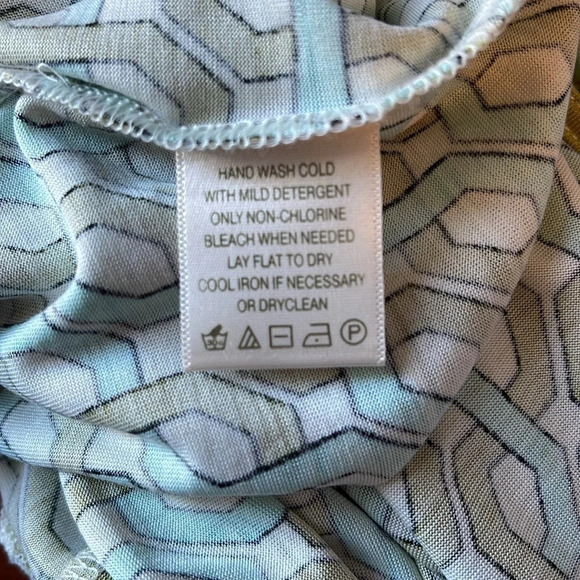 HAND WASH COLD
WITH MILD DETERGENT
ONLY NON-CHLORINE
BLEACH WHEN NEEDED
LAY FLAT TO DRY
COOL IRON IF NECESSARY
OR DRYCLEAN
P